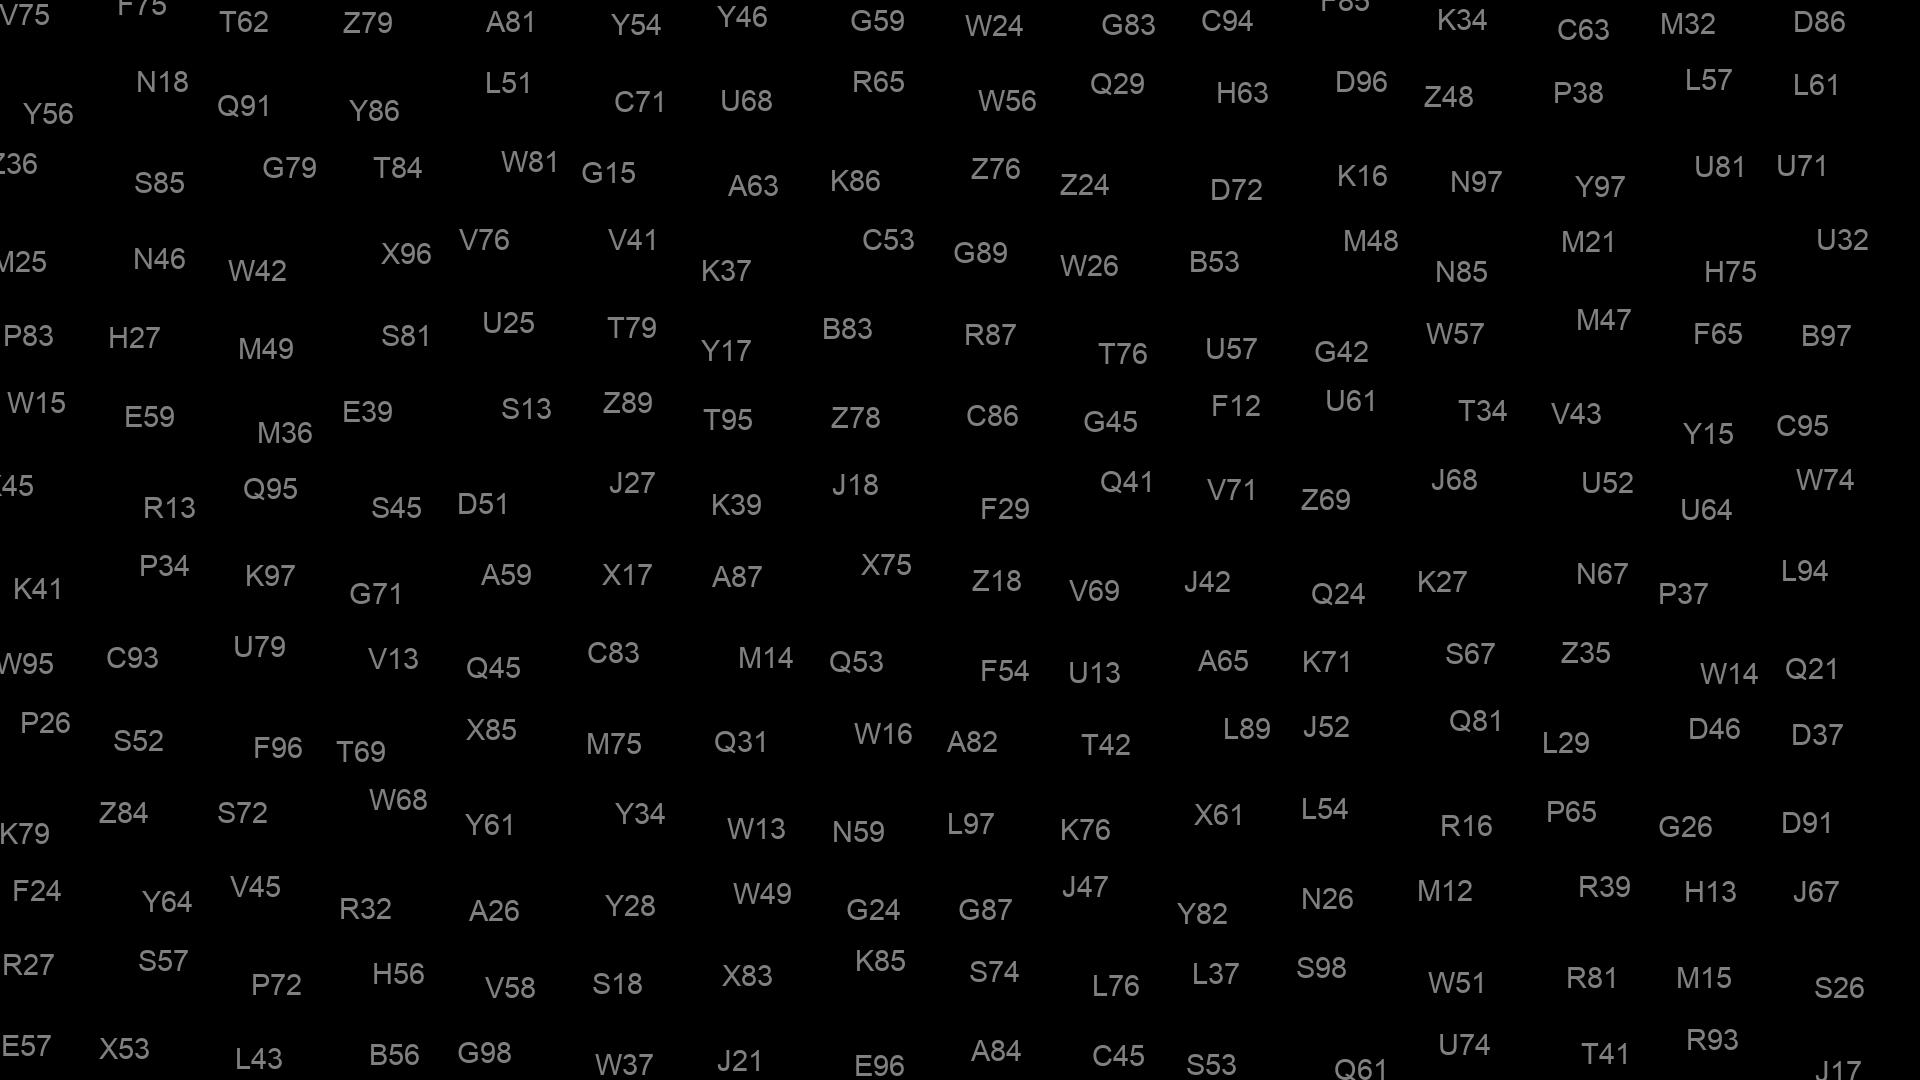 V75 F75 T62 Z79 A81 Y54 Y46 G59 W24 G83 C94 F85 K34 C63 M32 D86
Y56 N18 Q91 Y86 L51 C71 U68 R65 W56 Q29 H63 D96 Z48 P38 L57 L61
Z36 S85 G79 T84 W81 G15 A63 K86 Z76 Z24 D72 K16 N97 Y97 U81 U71
M25 N46 W42 X96 V76 V41 K37 C53 G89 W26 B53 M48 N85 M21 H75 U32
P83 H27 M49 S81 U25 T79 Y17 B83 R87 T76 U57 G42 W57 M47 F65 B97
W15 E59 M36 E39 S13 Z89 T95 Z78 C86 G45 F12 U61 T34 V43 Y15 C95
45 R13 Q95 S45 D51 J27 K39 J18 F29 Q41 V71 Z69 J68 U52 U64 W74
K41 P34 K97 G71 A59 X17 A87 X75 Z18 V69 J42 Q24 K27 N67 P37 L94
W95 C93 U79 V13 Q45 C83 M14 Q53 F54 U13 A65 K71 S67 Z35 W14 Q21
P26 S52 F96 T69 X85 M75 Q31 W16 A82 T42 L89 J52 Q81 L29 D46 D37
K79 Z84 S72 W68 Y61 Y34 W13 N59 L97 K76 X61 L54 R16 P65 G26 D91
F24 Y64 V45 R32 A26 Y28 W49 G24 G87 J47 Y82 N26 M12 R39 H13 J67
R27 S57 P72 H56 V58 S18 X83 K85 S74 L76 L37 S98 W51 R81 M15 S26
E57 X53 L43 B56 G98 W37 J21 E96 A84 C45 S53 Q61 U74 T41 R93 J17